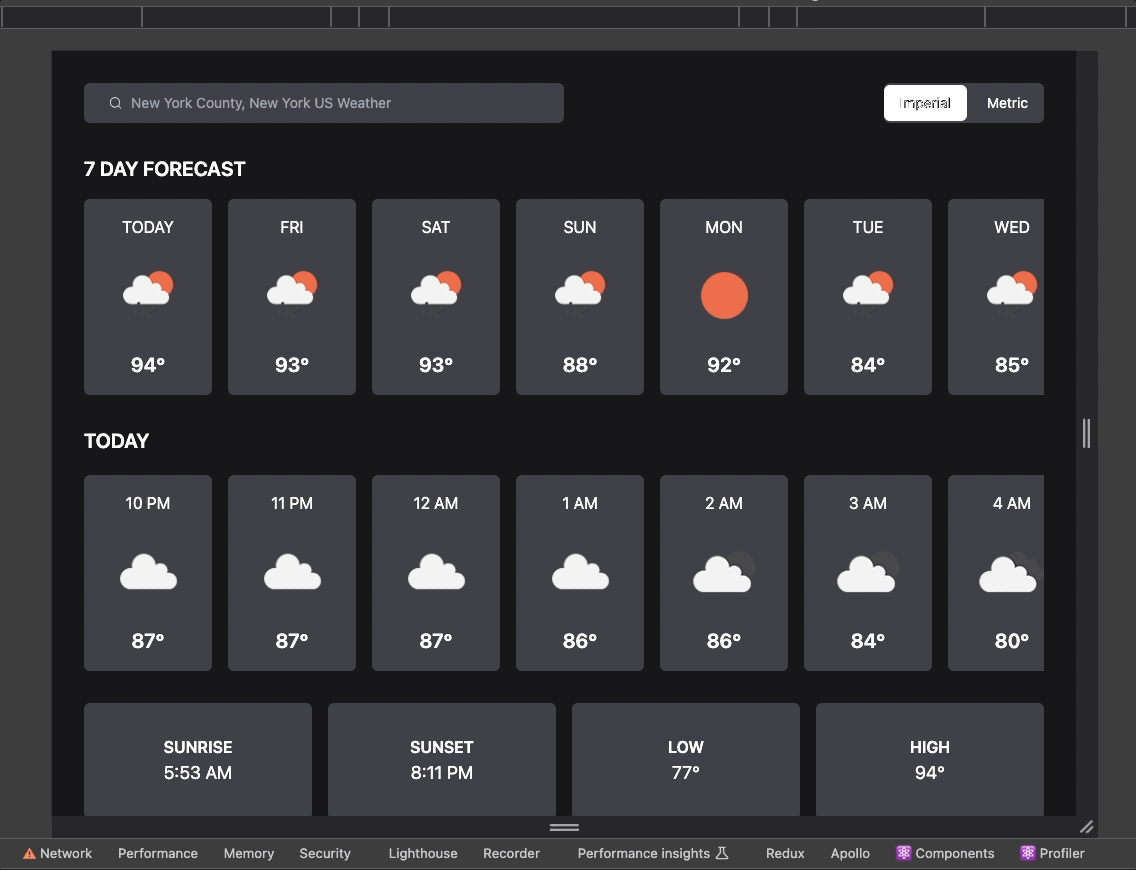 New York County, New York US Weather
Imperial Metric
7 DAY FORECAST
TODAY FRI SAT SUN MON TUE WED
94° 93° 93° 88° 92° 84° 85°
TODAY
10 PM 11 PM 12 AM 1 AM 2 AM 3 AM 4 AM
87° 87° 87° 86° 86° 84° 80°
SUNRISE SUNSET LOW HIGH
5:53 AM 8:11 PM 77° 94°
Network Performance Memory Security Lighthouse Recorder Performance insights Redux Apollo Components Profiler